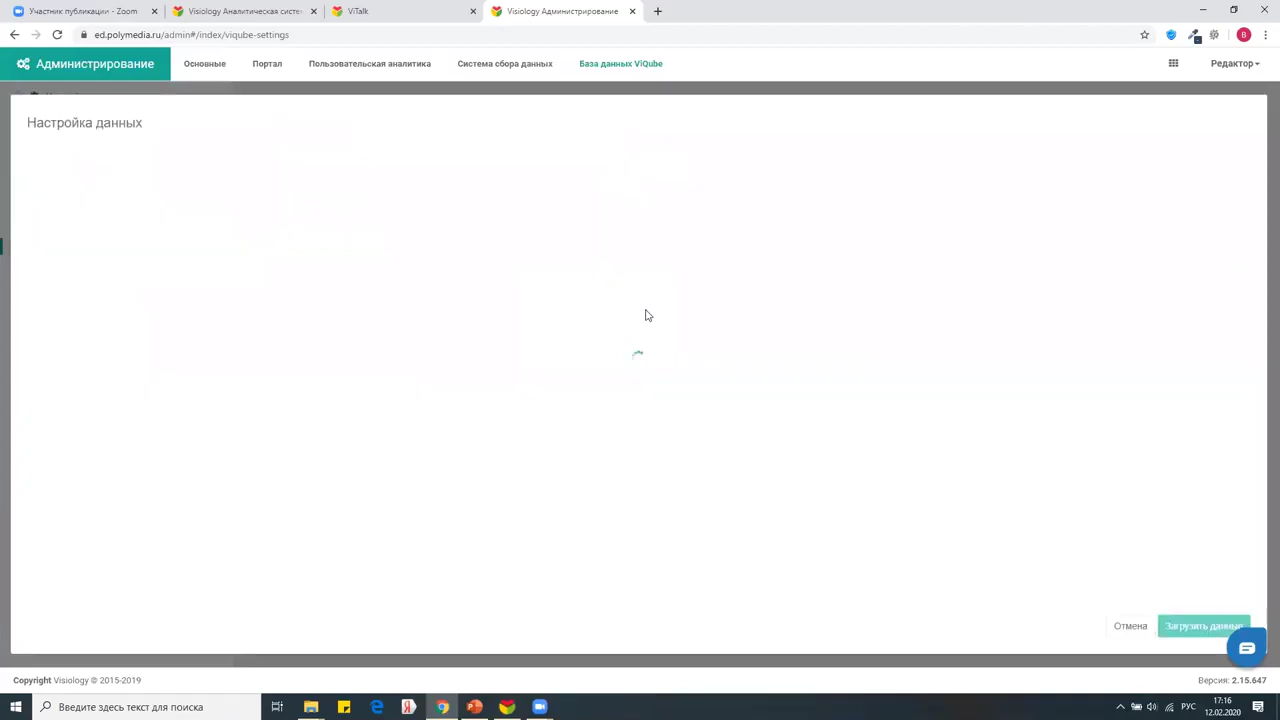 Участник публикации - Zoom
Visiology Аналитическая систе
ViTalk
Visiology Администрирование
ed.polymedia.ru/admin#/index/viqube-settings
В
Администрирование
Основные
Портал
Пользовательская аналитика
Система сбора данных
База данных ViQube
Редактор
Настройка данных
Отмена
Загрузить данные
Copyright Visiology © 2015-2019
Версия: 2.15.647
Введите здесь текст для поиска
РУС
17:16
12.02.2020